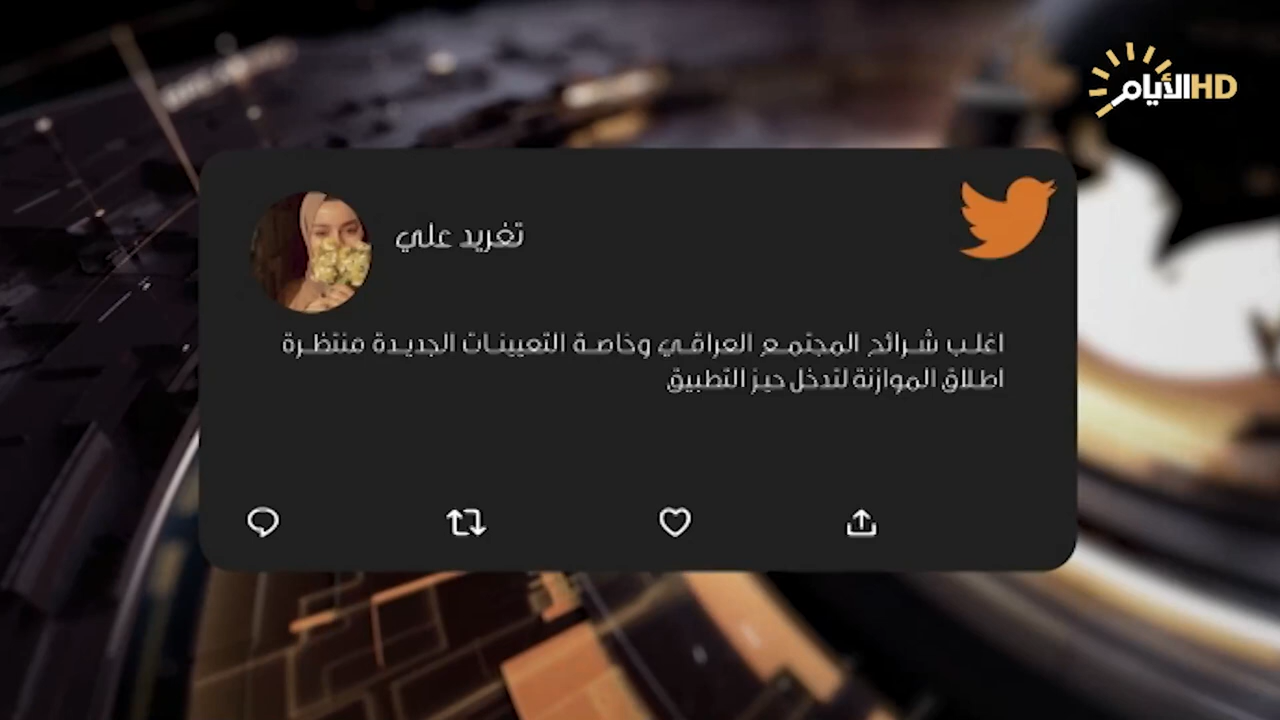 الأيام HD
تغريد علي
اغلب شرائح المجتمع العراقي وخاصة التعيينات الجديدة منتظرة
اطلاق الموازنة لتدخل حيز التطبيق